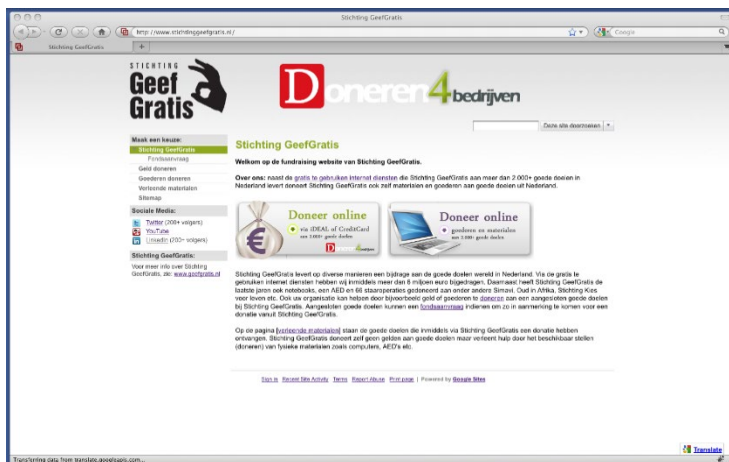 Stichting GeefGratis
http://www.stichtinggeefgratis.nl/
Google
Stichting GeefGratis
+
STICHTING
Geef
Gratis
Doneren4bedrijven
Deze site doorzoeken
Maak een keuze:
Stichting GeefGratis
Fondsaanvraag
Geld doneren
Goederen doneren
Verleende materialen
Sitemap
Sociale Media:
Twitter (200+ volgers)
YouTube
LinkedIn (200+ volgers)
Stichting GeefGratis:
Voor meer info over Stichting
GeefGratis, zie: www.geefgratis.nl
Stichting GeefGratis
Welkom op de fundraising website van Stichting GeefGratis.
Over ons: naast de gratis te gebruiken internet diensten die Stichting GeefGratis aan meer dan 2.000+ goede doelen in
Nederland levert doneert Stichting GeefGratis ook zelf materialen en goederen aan goede doelen uit Nederland.
Doneer online
via iDEAL of CreditCard
aan 2.000+ goede doelen
Doneren4bedrijven
Doneer online
goederen en materialen
aan 2.000+ goede doelen
Stichting GeefGratis levert op diverse manieren een bijdrage aan de goede doelen wereld in Nederland. Via de gratis te
gebruiken internet diensten hebben wij inmiddels meer dan 6 miljoen euro bijgedragen. Daarnaast heeft Stichting GeefGratis de
laatste jaren ook notebooks, een AED en 66 staaroperaties gedoneerd aan onder andere Simavi, Oud in Afrika, Stichting Kies
voor leven etc. Ook uw organisatie kan helpen door bijvoorbeeld geld of goederen te doneren aan een aangesloten goede doelen
bij Stichting GeefGratis. Aangesloten goede doelen kunnen een fondsaanvraag indienen om zo in aanmerking te komen voor een
donatie vanuit Stichting GeefGratis.
Op de pagina [verleende materialen] staan de goede doelen die inmiddels via Stichting GeefGratis een donatie hebben
ontvangen. Stichting GeefGratis doneert zelf geen gelden aan goede doelen maar verleent hulp door het beschikbaar stellen
(doneren) van fysieke materialen zoals computers, AED's etc.
Sign in Recent Site Activity Terms Report Abuse Print page | Powered by Google Sites
Translate
Transferring data from translate.googleapis.com...